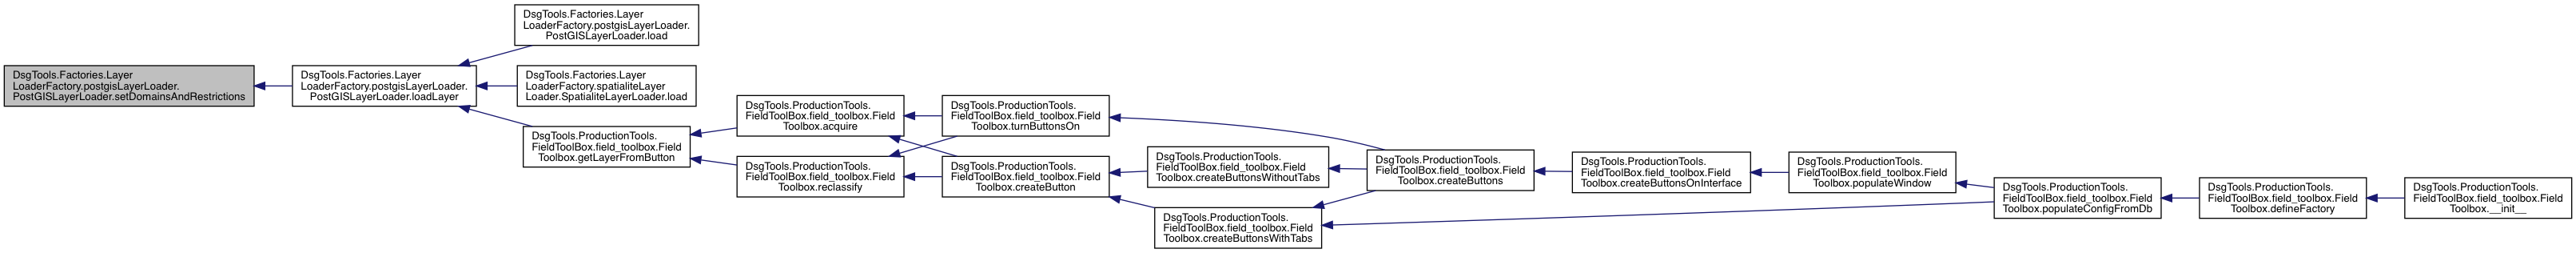 DsgTools.Factories.Layer
LoaderFactory.postgisLayerLoader.
PostGISLayerLoader.setDomainsAndRestrictions
DsgTools.Factories.Layer
LoaderFactory.postgisLayerLoader.
PostGISLayerLoader.loadLayer
DsgTools.Factories.Layer
LoaderFactory.postgisLayerLoader.
PostGISLayerLoader.load
DsgTools.Factories.Layer
LoaderFactory.spatialiteLayer
Loader.SpatialiteLayerLoader.load
DsgTools.ProductionTools.
FieldToolBox.field_toolbox.Field
Toolbox.getLayerFromButton
DsgTools.ProductionTools.
FieldToolBox.field_toolbox.Field
Toolbox.acquire
DsgTools.ProductionTools.
FieldToolBox.field_toolbox.Field
Toolbox.reclassify
DsgTools.ProductionTools.
FieldToolBox.field_toolbox.Field
Toolbox.turnButtonsOn
DsgTools.ProductionTools.
FieldToolBox.field_toolbox.Field
Toolbox.createButton
DsgTools.ProductionTools.
FieldToolBox.field_toolbox.Field
Toolbox.createButtonsWithoutTabs
DsgTools.ProductionTools.
FieldToolBox.field_toolbox.Field
Toolbox.createButtonsWithTabs
DsgTools.ProductionTools.
FieldToolBox.field_toolbox.Field
Toolbox.createButtons
DsgTools.ProductionTools.
FieldToolBox.field_toolbox.Field
Toolbox.createButtonsOnInterface
DsgTools.ProductionTools.
FieldToolBox.field_toolbox.Field
Toolbox.populateWindow
DsgTools.ProductionTools.
FieldToolBox.field_toolbox.Field
Toolbox.populateConfigFromDb
DsgTools.ProductionTools.
FieldToolBox.field_toolbox.Field
Toolbox.defineFactory
DsgTools.ProductionTools.
FieldToolBox.field_toolbox.Field
Toolbox.__init__